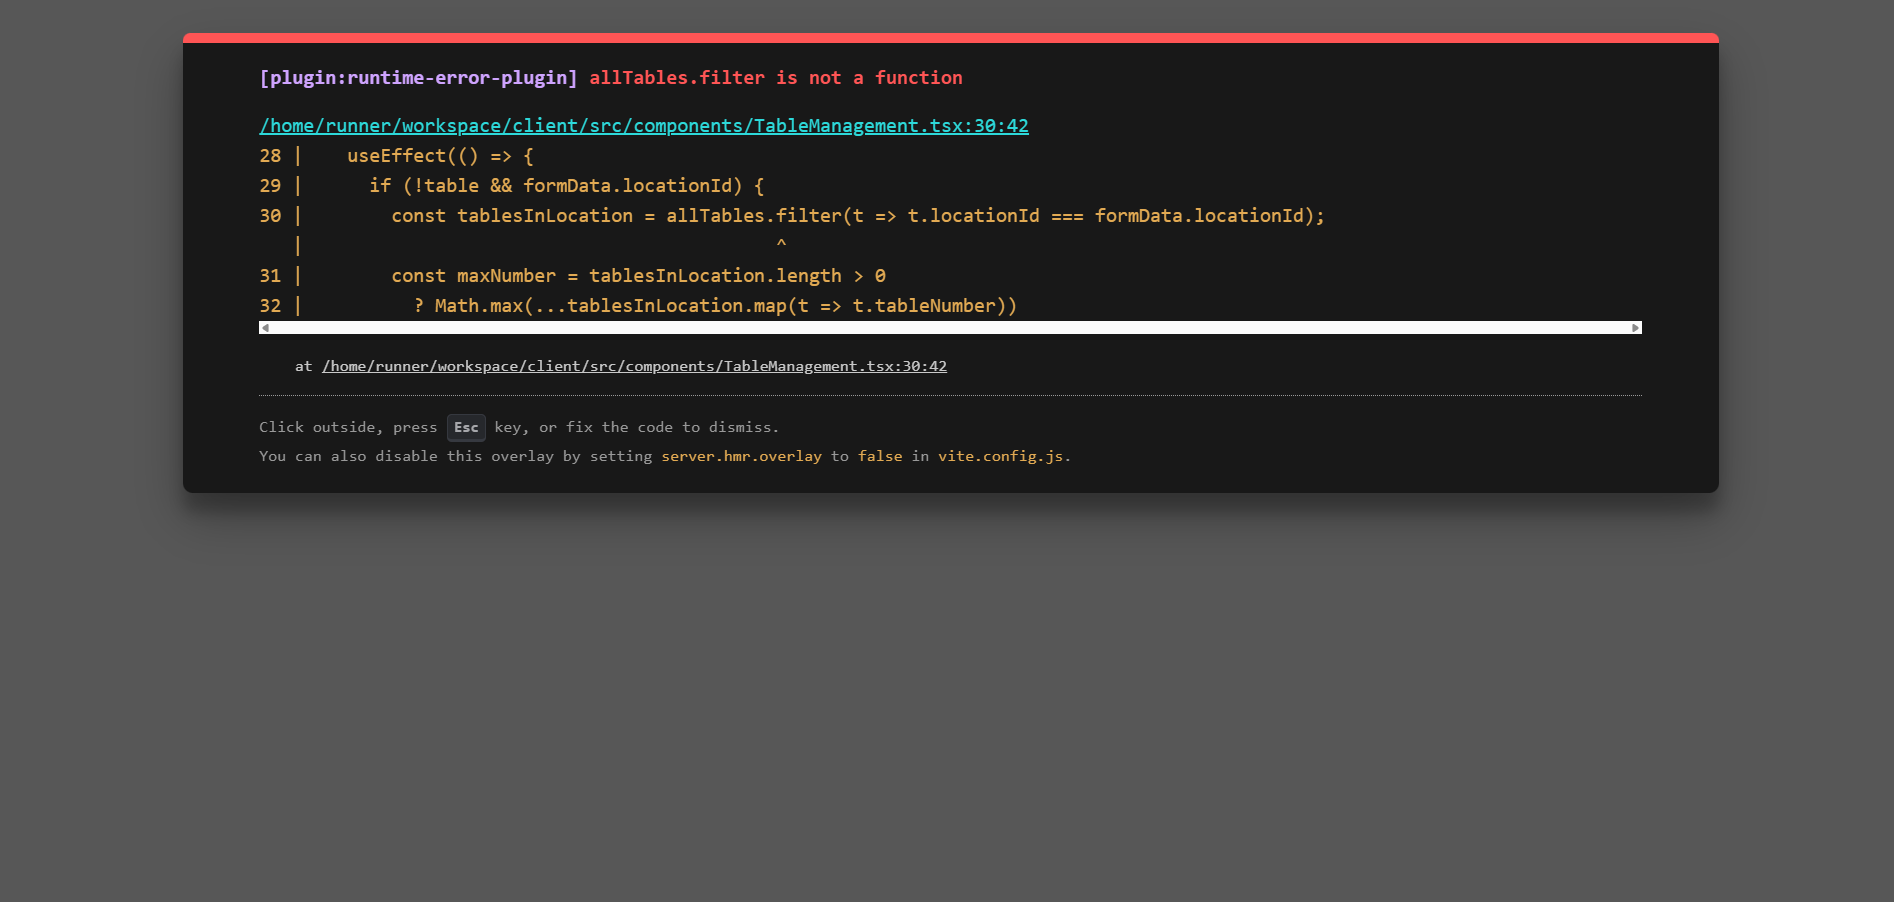 [plugin:runtime-error-plugin] allTables.filter is not a function
/home/runner/workspace/client/src/components/TableManagement.tsx:30:42
28 |    useEffect(() => {
29 |      if (!table && formData.locationId) {
30 |        const tablesInLocation = allTables.filter(t => t.locationId === formData.locationId);
   |                                           ^
31 |        const maxNumber = tablesInLocation.length > 0
32 |          ? Math.max(...tablesInLocation.map(t => t.tableNumber))
at /home/runner/workspace/client/src/components/TableManagement.tsx:30:42
Click outside, press Esc key, or fix the code to dismiss.
You can also disable this overlay by setting server.hmr.overlay to false in vite.config.js.